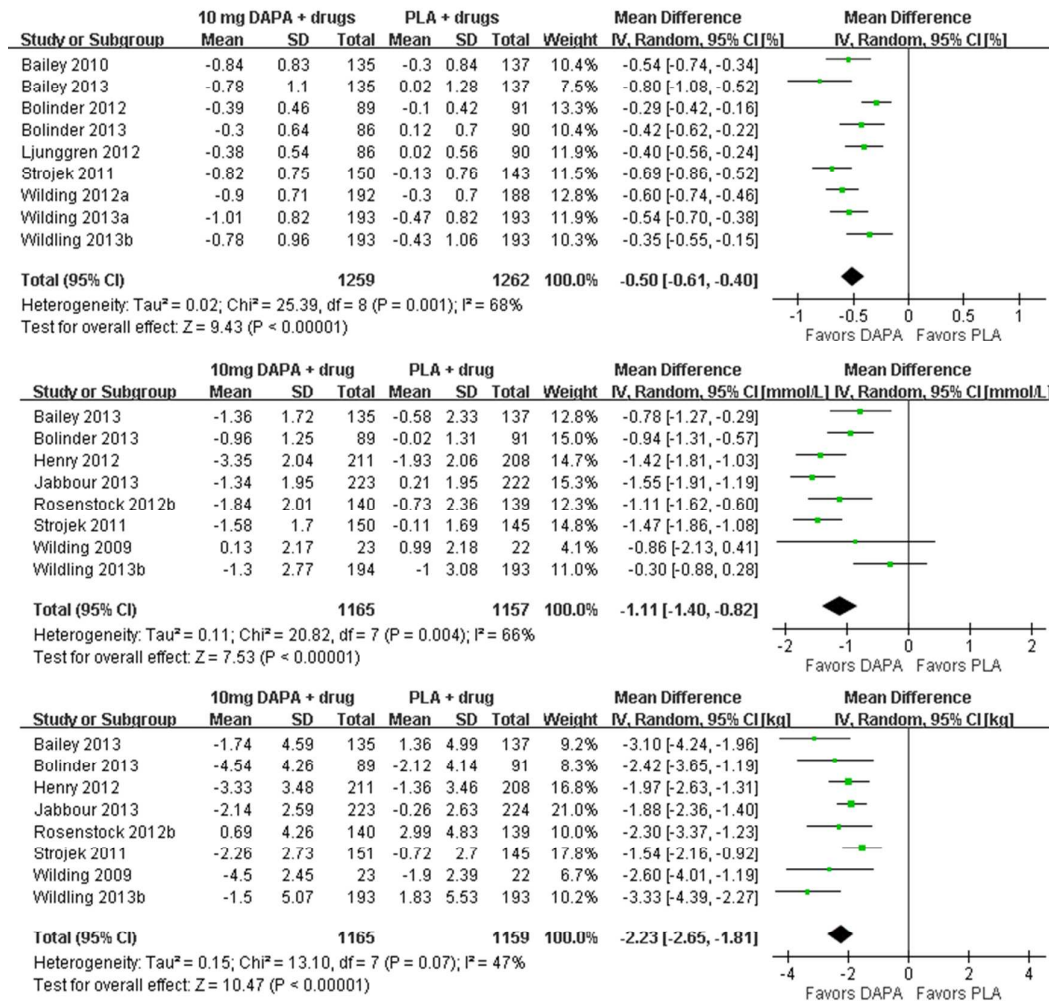 10 mg DAPA + drugs PLA + drugs Mean Difference Mean Difference
Study or Subgroup Mean SD Total Mean SD Total Weight IV, Random, 95% CI [%] IV, Random, 95% CI [%]
Bailey 2010 -0.84 0.83 135 -0.3 0.84 137 10.4% -0.54 [-0.74, -0.34]
Bailey 2013 -0.78 1.1 135 0.02 1.28 137 7.5% -0.80 [-1.08, -0.52]
Bolinder 2012 -0.39 0.46 89 -0.1 0.42 91 13.3% -0.29 [-0.42, -0.16]
Bolinder 2013 -0.3 0.64 86 0.12 0.7 90 10.4% -0.42 [-0.62, -0.22]
Ljunggren 2012 -0.38 0.54 86 0.02 0.56 90 11.9% -0.40 [-0.56, -0.24]
Strojek 2011 -0.82 0.75 150 -0.13 0.76 143 11.4% -0.69 [-0.86, -0.52]
Wilding 2012a -0.9 0.71 192 -0.3 0.7 188 12.8% -0.60 [-0.74, -0.46]
Wilding 2013a -1.01 0.82 193 -0.47 0.82 193 11.9% -0.54 [-0.70, -0.38]
Wildling 2013b -0.78 0.96 193 -0.43 1.06 193 10.3% -0.35 [-0.55, -0.15]
Total (95% CI) 1259 1262 100.0% -0.50 [-0.61, -0.40]
Heterogeneity: Tau² = 0.02; Chi² = 25.39, df = 8 (P = 0.001); I² = 68%
Test for overall effect: Z = 9.43 (P < 0.00001)
-1 -0.5 0 0.5 1
Favors DAPA Favors PLA
10mg DAPA + drug PLA + drug Mean Difference Mean Difference
Study or Subgroup Mean SD Total Mean SD Total Weight IV, Random, 95% CI [mmol/L] IV, Random, 95% CI [mmol/L]
Bailey 2013 -1.36 1.72 135 -0.58 2.33 137 12.8% -0.78 [-1.27, -0.29]
Bolinder 2013 -0.96 1.25 89 -0.02 1.31 91 15.0% -0.94 [-1.31, -0.57]
Henry 2012 -3.35 2.04 211 -1.93 2.06 208 14.7% -1.42 [-1.81, -1.03]
Jabbour 2013 -1.34 1.95 223 0.21 1.95 222 15.3% -1.55 [-1.91, -1.19]
Rosenstock 2012b -1.84 2.01 140 -0.73 2.36 139 12.3% -1.11 [-1.62, -0.60]
Strojek 2011 -1.58 1.7 150 -0.11 1.69 145 14.8% -1.47 [-1.86, -1.08]
Wilding 2009 0.13 2.17 23 0.99 2.18 22 4.1% -0.86 [-2.13, 0.41]
Wildling 2013b -1.3 2.77 194 -1 3.08 193 11.0% -0.30 [-0.88, 0.28]
Total (95% CI) 1165 1157 100.0% -1.11 [-1.40, -0.82]
Heterogeneity: Tau² = 0.11; Chi² = 20.82, df = 7 (P = 0.004); I² = 66%
Test for overall effect: Z = 7.53 (P < 0.00001)
-2 -1 0 1 2
Favors DAPA Favors PLA
10mg DAPA + drug PLA + drug Mean Difference Mean Difference
Study or Subgroup Mean SD Total Mean SD Total Weight IV, Random, 95% CI [kg] IV, Random, 95% CI [kg]
Bailey 2013 -1.74 4.59 135 1.36 4.99 137 9.2% -3.10 [-4.24, -1.96]
Bolinder 2013 -4.54 4.26 89 -2.12 4.14 91 8.3% -2.42 [-3.65, -1.19]
Henry 2012 -3.33 3.48 211 -1.36 3.46 208 16.8% -1.97 [-2.63, -1.31]
Jabbour 2013 -2.14 2.59 223 -0.26 2.63 224 21.0% -1.88 [-2.36, -1.40]
Rosenstock 2012b 0.69 4.26 140 2.99 4.83 139 10.0% -2.30 [-3.37, -1.23]
Strojek 2011 -2.26 2.73 151 -0.72 2.7 145 17.8% -1.54 [-2.16, -0.92]
Wilding 2009 -4.5 2.45 23 -1.9 2.39 22 6.7% -2.60 [-4.01, -1.19]
Wildling 2013b -1.5 5.07 193 1.83 5.53 193 10.2% -3.33 [-4.39, -2.27]
Total (95% CI) 1165 1159 100.0% -2.23 [-2.65, -1.81]
Heterogeneity: Tau² = 0.15; Chi² = 13.10, df = 7 (P = 0.07); I² = 47%
Test for overall effect: Z = 10.47 (P < 0.00001)
-4 -2 0 2 4
Favors DAPA Favors PLA